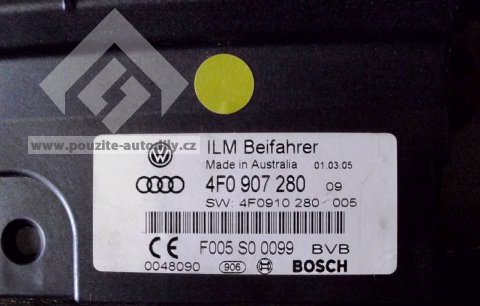 www.pouzite-autodily.cz
ILM Beifahrer
Made in Australia 01.03.05
4F0 907 280 09
SW: 4F0910 280 005
F005 S0 0099 BVB
CE 0048090 906 BOSCH